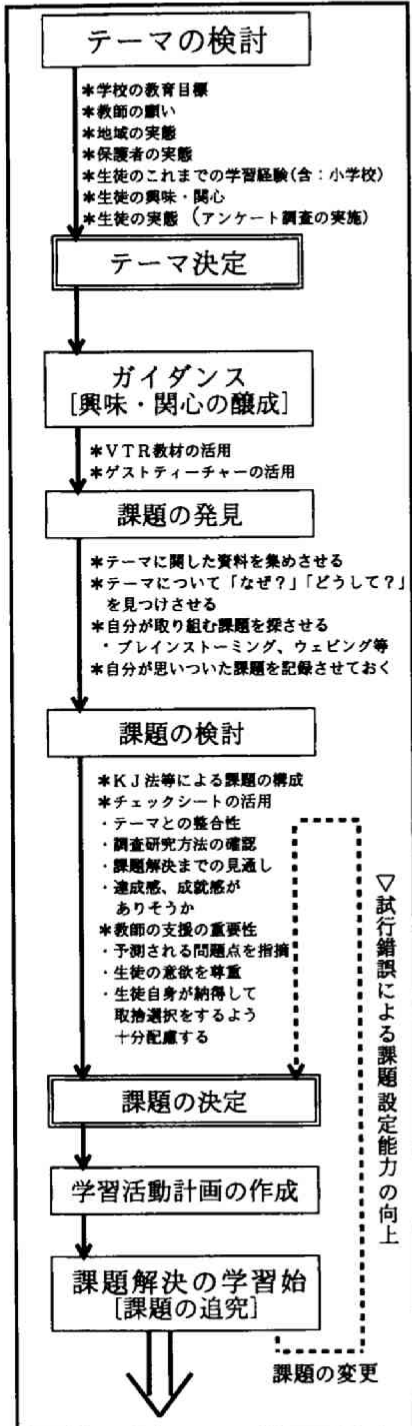 テーマの検討
*学校の教育目標
*教師の願い
*地域の実態
*保護者の実態
*生徒のこれまでの学習経験(含：小学校)
*生徒の興味・関心
*生徒の実態（アンケート調査の実施)
テーマ決定
ガイダンス
[興味・関心の醸成]
*VTR教材の活用
*ゲストティーチャーの活用
課題の発見
*テーマに関した資料を集めさせる
*テーマについて「なぜ？」「どうして？」
を見つけさせる
*自分が取り組む課題を探させる
・ブレインストーミング、ウェビング等
*自分が思いついた課題を記録させておく
課題の検討
*KJ法等による課題の構成
*チェックシートの活用
・テーマとの整合性
・調査研究方法の確認
・課題解決までの見通し
・達成感、成就感が
ありそうか
*教師の支援の重要性
・予測される問題点を指摘
・生徒の意欲を尊重
・生徒自身が納得して
取捨選択をするよう
十分配慮する
▽試行錯誤による課題設定能力の向上
課題の決定
学習活動計画の作成
課題解決の学習始
[課題の追究]
課題の変更